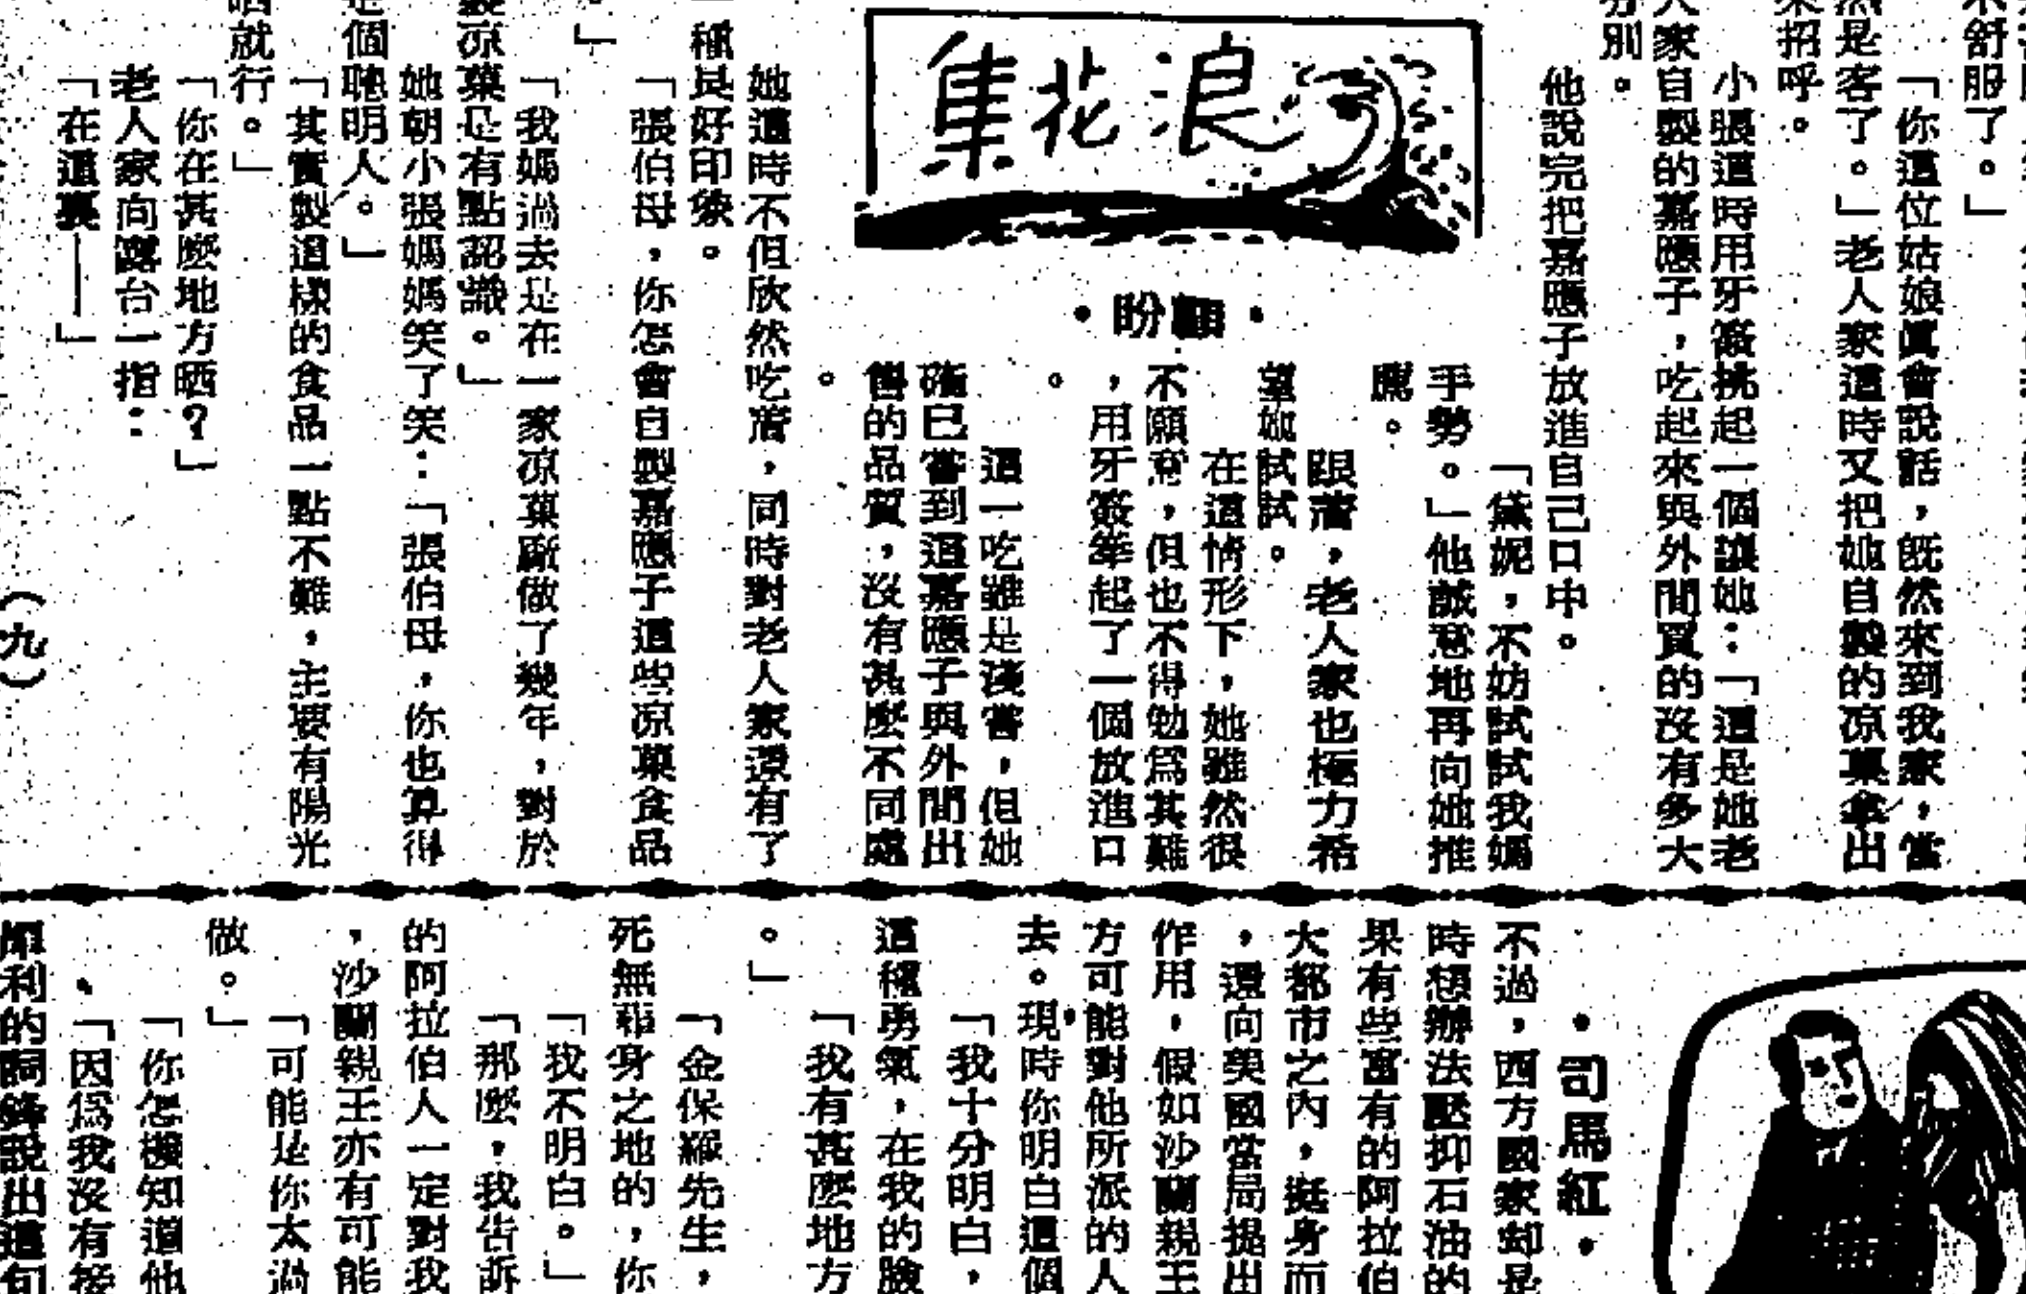 不舒服了。」
「你這位姑娘眞會說話,既然來到我家,當
然是客了。」老人家這時又把她自製的凉菓拿出
來招呼。
小張這時用牙簽挑起一個讓她:「這是她老
人家自製的嘉應子,吃起來與外間買的沒有多大
分別。
他說完把嘉應子放進自己口中。
「黛妮,不妨試試我媽
手勢。」他誠意地再向她推
薦。
跟着,老人家也極力希
望她試試。
在這情形下,她雖然很
不願意,但也不得勉爲其難
,用牙簽拿起了一個放進口
。
這一吃雖是淺嘗,但她
確已嘗到這嘉應子與外間出
售的品質,沒有甚麼不同處
。
浪花集
·顧盼·
她這時不但欣然吃着,同時對老人家還有了
一種良好印象。
「張伯母,你怎會自製嘉應子這些凉菓食品
。」
「我媽過去是在一家凉菓廠做了幾年,對於
製凉菓是有點認識。」
她朝小張媽媽笑了笑:「張伯母,你也算得
是個聰明人。」
「其實製這樣的食品一點不難,主要有陽光
晒就行。」
「你在甚麼地方晒?」
老人家向露台一指:
「在這裏——」
(九)
·司馬紅·
不過,西方國家却是
時想辦法壓抑石油的
果有些富有的阿拉伯
大都市之內,挺身而
,還向美國當局提出
作用,假如沙關親王
方可能對他所派的人
去。現時你明白這個
「我十分明白,
這種勇氣,在我的臉
「我有甚麼地方
。」
「金保羅先生,
死無葬身之地的,你
「我不明白。」
「那麼,我告訴
的阿拉伯人一定對我
,沙關親王亦有可能
「可能是你太過
做。」
「你怎樣知道他
、「因爲我沒有接
犀利的詞鋒說出這句